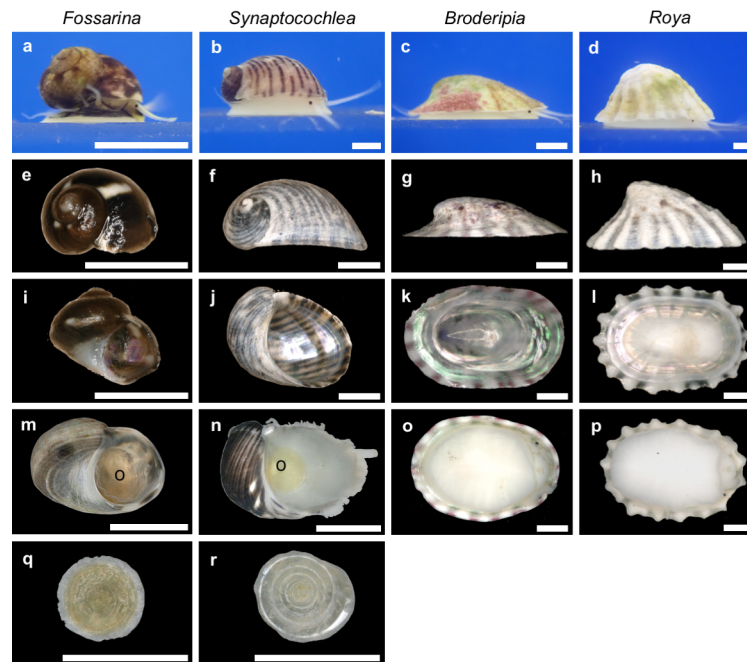 Fossarina Synaptocochlea Broderipia Roya
a b c d
e f g h
i j k l
m n o p
o o
q r